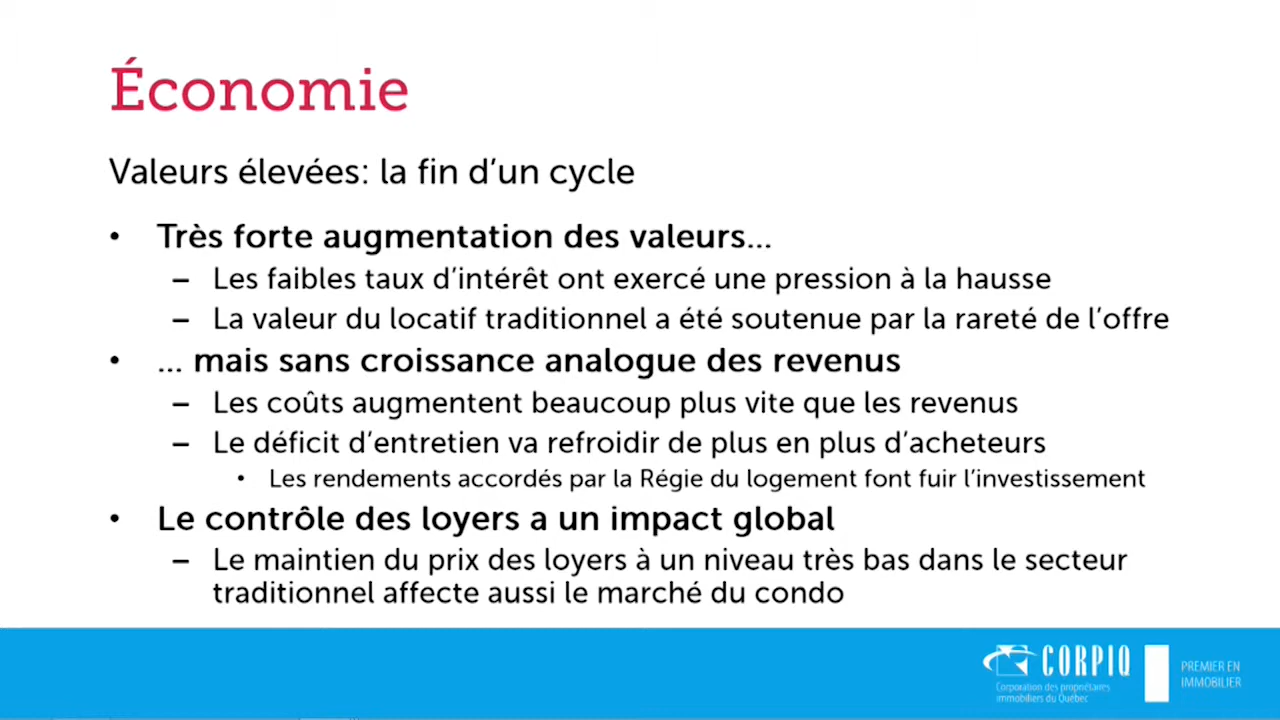 Économie
Valeurs élevées: la fin d’un cycle
• Très forte augmentation des valeurs…
– Les faibles taux d’intérêt ont exercé une pression à la hausse
– La valeur du locatif traditionnel a été soutenue par la rareté de l’offre
• … mais sans croissance analogue des revenus
– Les coûts augmentent beaucoup plus vite que les revenus
– Le déficit d’entretien va refroidir de plus en plus d’acheteurs
• Les rendements accordés par la Régie du logement font fuir l’investissement
• Le contrôle des loyers a un impact global
– Le maintien du prix des loyers à un niveau très bas dans le secteur
traditionnel affecte aussi le marché du condo
CORPIQ
Corporation des propriétaires
immobiliers du Québec
PREMIER EN
IMMOBILIER